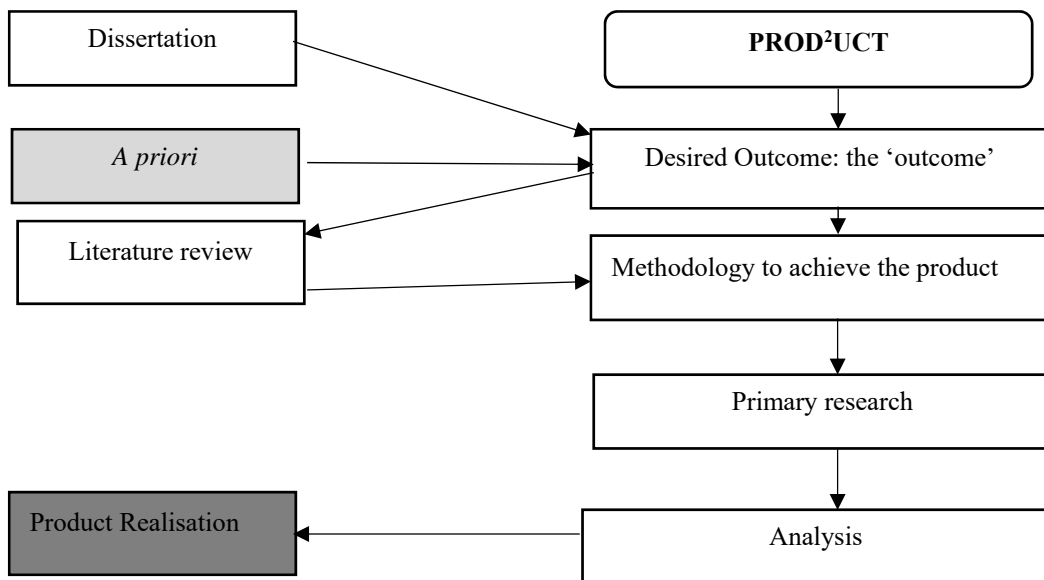 Dissertation
PROD²UCT
A priori
Desired Outcome: the ‘outcome’
Literature review
Methodology to achieve the product
Primary research
Product Realisation
Analysis